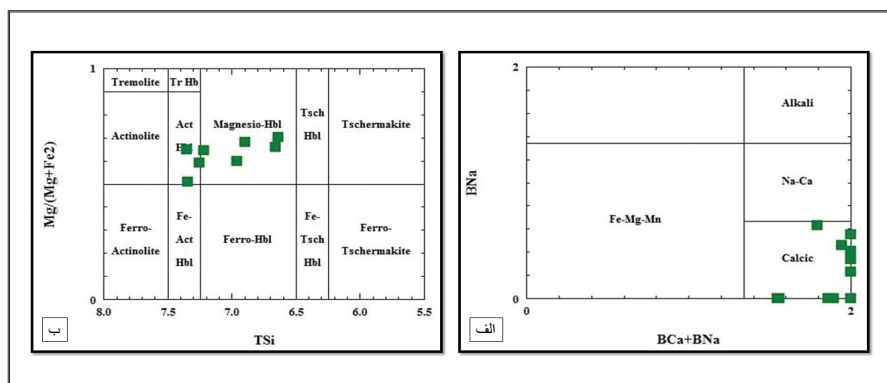 1
Tremolite
Tr Hb
Actinolite
Act
Magnesio-Hbl
Tsch
Hbl
Tschermakite
Mg/(Mg+Fe2)
Ferro-
Actinolite
Fe-
Act
Hbl
Ferro-Hbl
Fe-
Tsch
Hbl
Ferro-
Tschermakite
0
8.0
7.5
7.0
6.5
6.0
5.5
TSi
ب
2
Alkali
BNa
Na-Ca
Fe-Mg-Mn
Calcic
0
0
2
BCa+BNa
الف